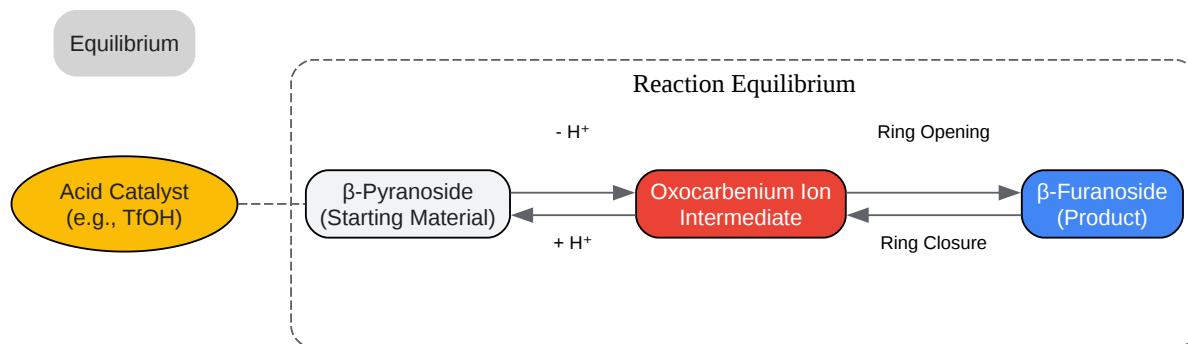 Equilibrium
Reaction Equilibrium
- H⁺
Ring Opening
Acid Catalyst
(e.g., TfOH)
β-Pyranoside
(Starting Material)
Oxocarbenium Ion
Intermediate
β-Furanoside
(Product)
+ H⁺
Ring Closure